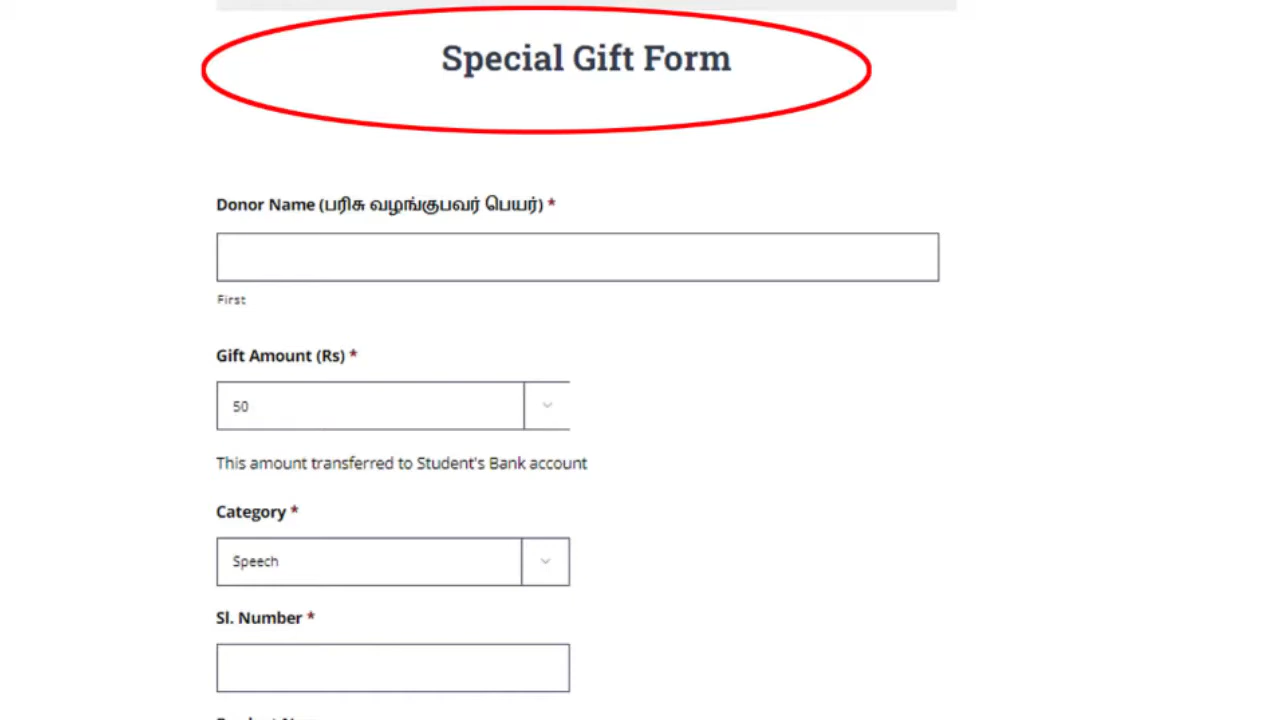 Special Gift Form
Donor Name (பரிசு வழங்குபவர் பெயர்) *
First
Gift Amount (Rs) *
50
This amount transferred to Student's Bank account
Category *
Speech
Sl. Number *